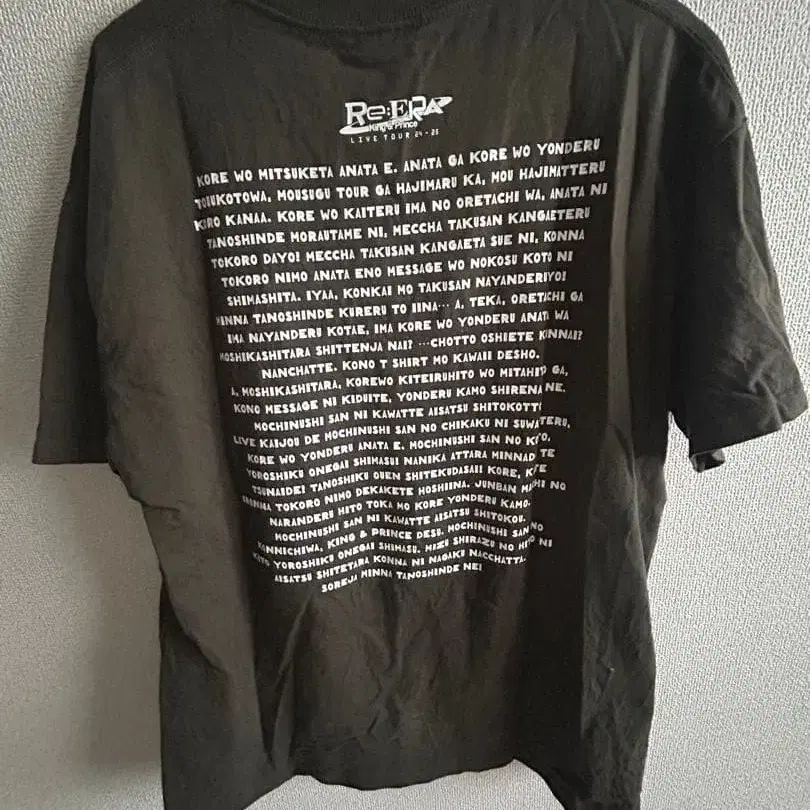 Re:ERA
King & Prince
LIVE TOUR 24-25
KORE WO MITSUKETA ANATA E. ANATA GA KORE WO YONDERU
TOIUKOTOWA, MOUSUGU TOUR GA HAJIMARU KA, MOU HAJIMATTERU
KORO KANAA. KORE WO KAITERU IMA NO ORETACHI WA, ANATA NI
TANOSHINDE MORAUTAME NI, MECCHA TAKUSAN KANGAETERU
TOKORO DAYO! MECCHA TAKUSAN KANGAETA SUE NI, KONNA
TOKORO NIMO ANATA ENO MESSAGE WO NOKOSU KOTO NI
SHIMASHITA. IYAA, KONKAI MO TAKUSAN NAYANDERIYO!
MINNA TANOSHINDE KURERU TO IINA... A, TEKA, ORETACHI GA
IMA NAYANDERU KOTAE, IMA KORE WO YONDERU ANATA WA
MOSHIKASHITARA SHITTENJA NAI? ...CHOTTO OSHIETE KUNNAI?
NANCHATTE. KONO T SHIRT MO KAWAII DESHO.
A, MOSHIKASHITARA, KOREWO KITEIRUHITO WO MITAHITO GA,
KONO MESSAGE NI KIDUITE, YONDERU KAMO SHIRENAINE.
MOCHINUSHI SAN NI KAWATTE AISATSU SHITOKOTTO
LIVE KAIJOU DE MOCHINUSHI SAN NO CHIKAKU NI SUWATERU,
KORE WO YONDERU ANATA E. MOCHINUSHI SAN NO KOTO,
YOROSHIKU ONEGAI SHIMASU! NANIKA ATTARA MINNADE TE
TSUNAIDE! TANOSHIKU OUEN SHITEKUDASAI! KORE, KITE
IRONNA TOKORO NIMO DEKAKETE HOSHIINA. JUNBAN MACHI NO
NARANDERU HITO TOKA MO KORE YONDERU KAMO.
MOCHINUSHI SAN NI KAWATTE AISATSU SHITOKOU.
KONNICHIWA, KING & PRINCE DESU. MOCHINUSHI SAN NO
KOTO YOROSHIKU ONEGAI SHIMASU. MIZU SHIRAZU NO HITO NI
AISATSU SHITETARA KONNA NI NAGAKU NACCHATTA.
SOREJA MINNA TANOSHINDE NE!